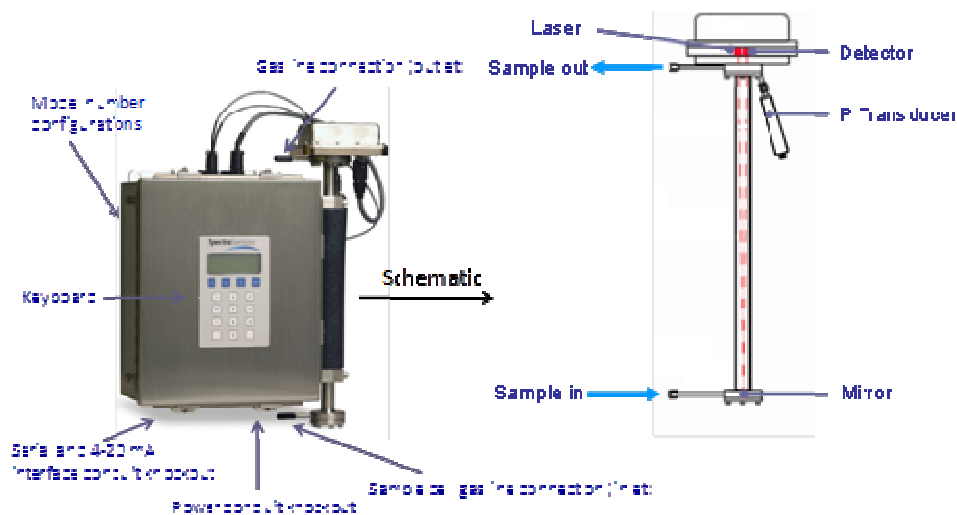 Laser
Detector
Gas line connection (outlet)
Sample out
Model number
configurations
P Transducer
SpectraSensors
Schematic
Keyboard
Sample in
Mirror
Serial and 4-20 mA
interface conduit knockout
Sample cell gas line connection (inlet)
Power conduit knockout